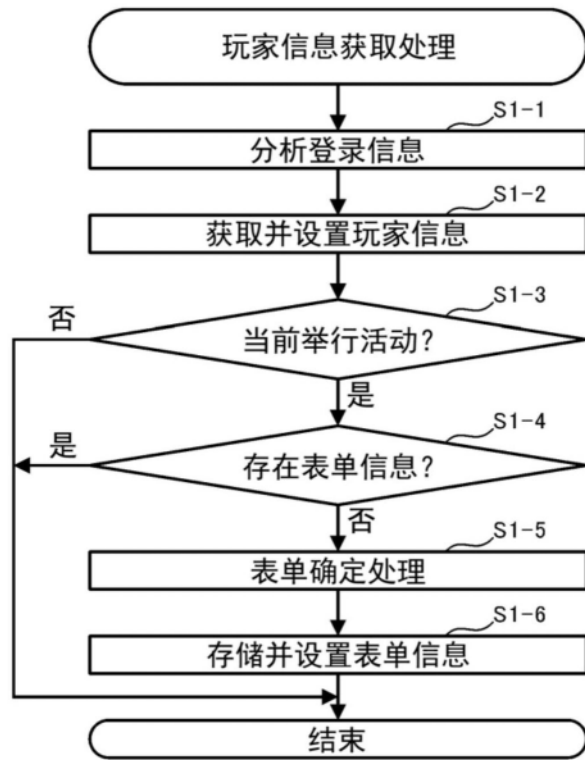 玩家信息获取处理
S1-1
分析登录信息
S1-2
获取并设置玩家信息
S1-3
否
当前举行活动?
是
S1-4
是
存在表单信息?
否
S1-5
表单确定处理
S1-6
存储并设置表单信息
结束